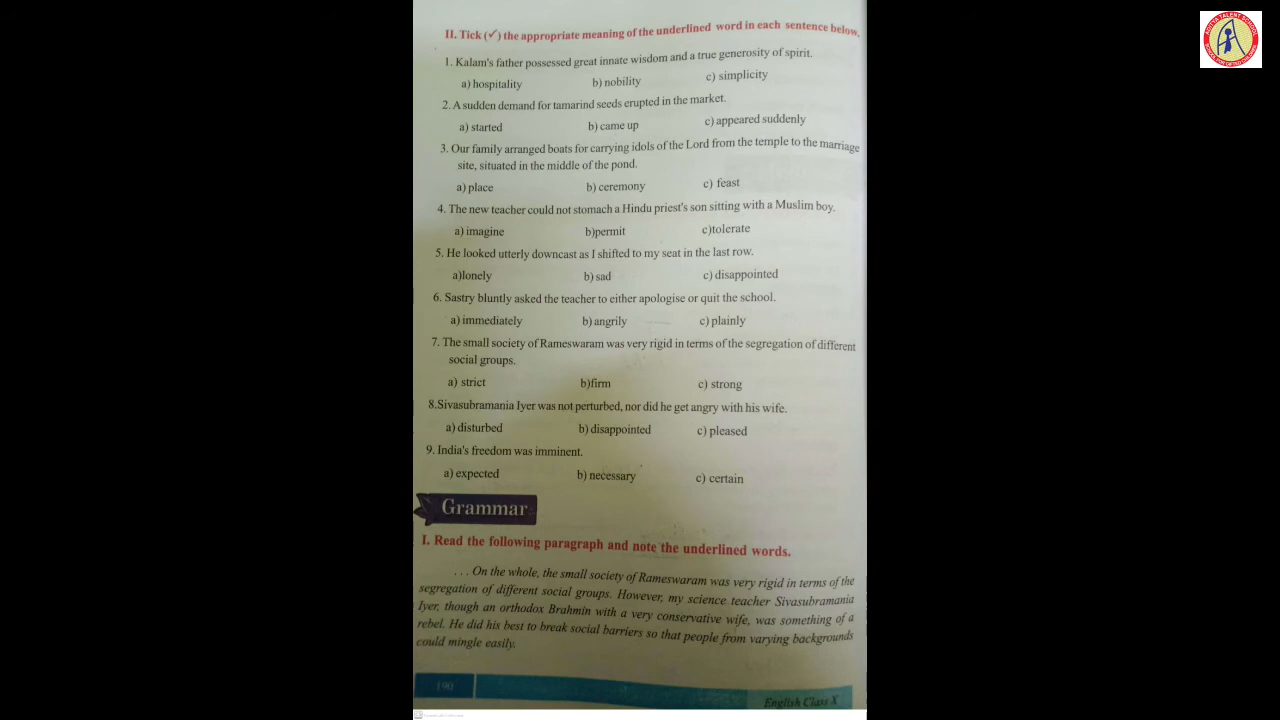 II. Tick (✓) the appropriate meaning of the underlined word in each sentence below.
1. Kalam's father possessed great innate wisdom and a true generosity of spirit.
a) hospitality b) nobility c) simplicity
2. A sudden demand for tamarind seeds erupted in the market.
a) started b) came up c) appeared suddenly
3. Our family arranged boats for carrying idols of the Lord from the temple to the marriage
site, situated in the middle of the pond.
a) place b) ceremony c) feast
4. The new teacher could not stomach a Hindu priest's son sitting with a Muslim boy.
a) imagine b)permit c)tolerate
5. He looked utterly downcast as I shifted to my seat in the last row.
a)lonely b) sad c) disappointed
6. Sastry bluntly asked the teacher to either apologise or quit the school.
a) immediately b) angrily c) plainly
7. The small society of Rameswaram was very rigid in terms of the segregation of different
social groups.
a) strict b)firm c) strong
8.Sivasubramania Iyer was not perturbed, nor did he get angry with his wife.
a) disturbed b) disappointed c) pleased
9. India's freedom was imminent.
a) expected b) necessary c) certain
Grammar
I. Read the following paragraph and note the underlined words.
. . . On the whole, the small society of Rameswaram was very rigid in terms of the
segregation of different social groups. However, my science teacher Sivasubramania
Iyer, though an orthodox Brahmin with a very conservative wife, was something of a
rebel. He did his best to break social barriers so that people from varying backgrounds
could mingle easily.
190
English Class X